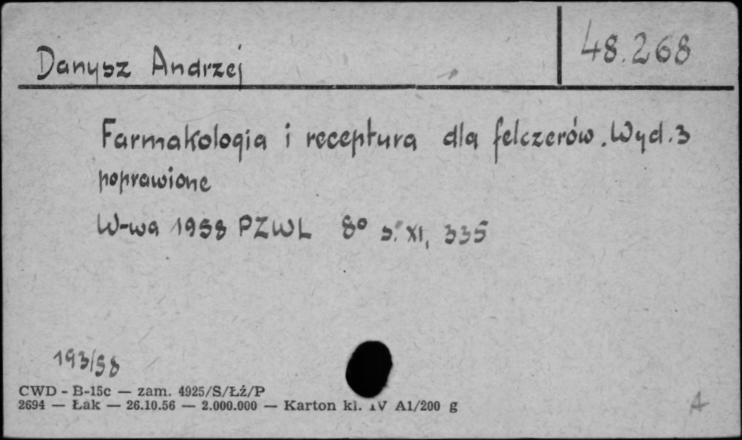 48.268
Danysz Andrzej
Farmakologia i receptura dla felczerów. Wyd. 3
poprawione
W-wa 1958 PZWL 8° s. XI, 335
193/58
CWD - B-15c — zam. 4925/S/Łż/P
2694 — Łak — 26.10.56 — 2.000.000 — Karton kl. IV A1/200 g
A